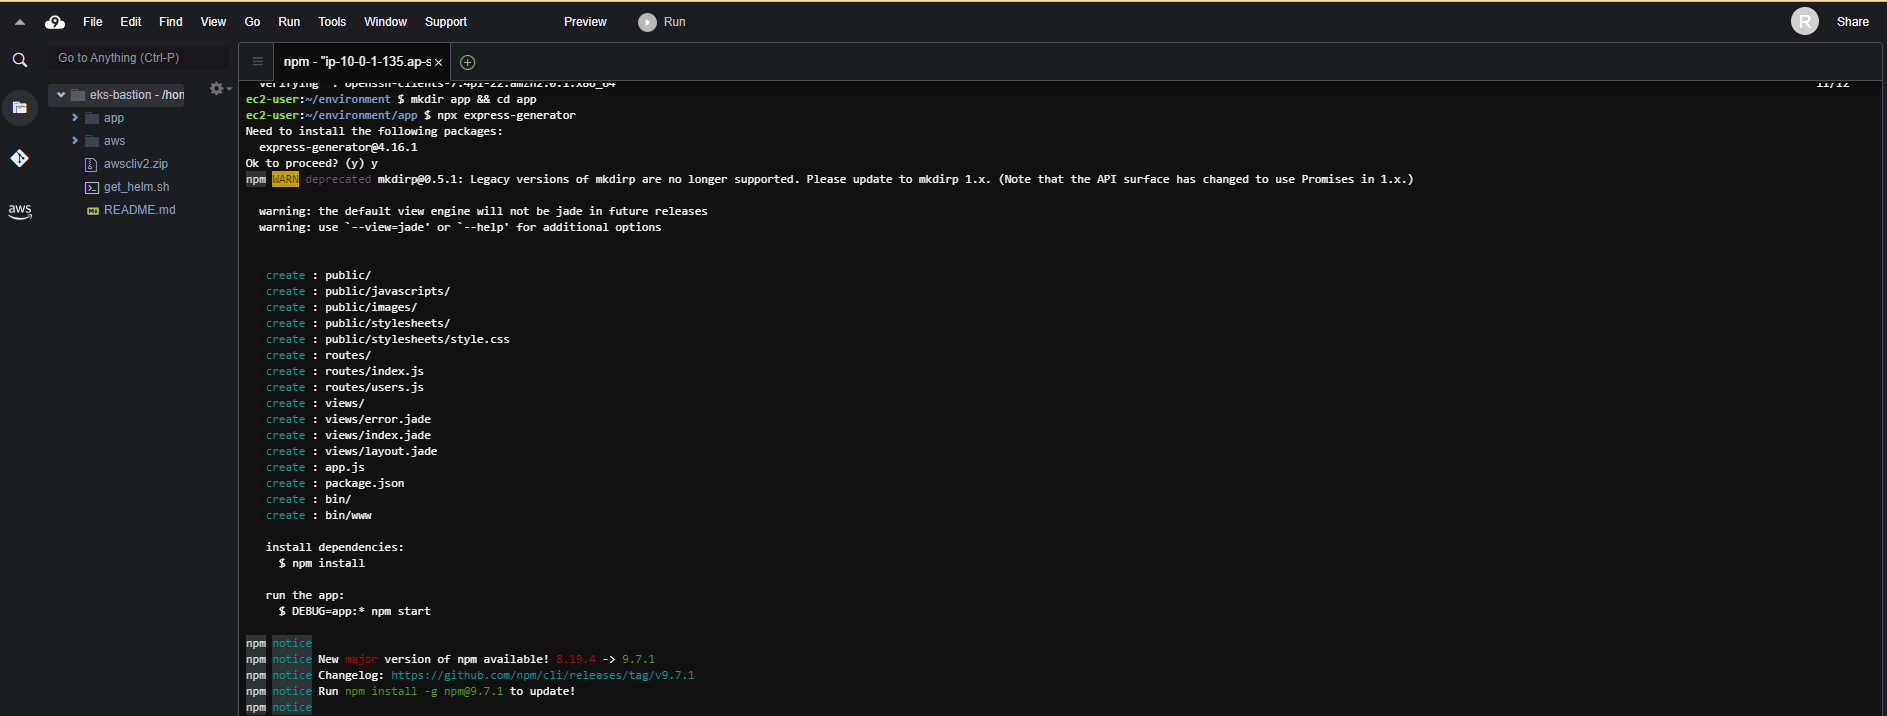 9 File Edit Find View Go Run Tools Window Support Preview Run R Share
Go to Anything (Ctrl-P)
npm - "ip-10-0-1-135.ap-s ×
eks-bastion - /hon
app
aws
awscliv2.zip
get_helm.sh
README.md
aws
Verifying : openssh-clients-7.4p1-22.amzn2.0.1.x86_64 11/12
ec2-user:~/environment $ mkdir app && cd app
ec2-user:~/environment/app $ npx express-generator
Need to install the following packages:
express-generator@4.16.1
Ok to proceed? (y) y
npm WARN deprecated mkdirp@0.5.1: Legacy versions of mkdirp are no longer supported. Please update to mkdirp 1.x. (Note that the API surface has changed to use Promises in 1.x.)
warning: the default view engine will not be jade in future releases
warning: use `--view=jade' or `--help' for additional options
create : public/
create : public/javascripts/
create : public/images/
create : public/stylesheets/
create : public/stylesheets/style.css
create : routes/
create : routes/index.js
create : routes/users.js
create : views/
create : views/error.jade
create : views/index.jade
create : views/layout.jade
create : app.js
create : package.json
create : bin/
create : bin/www
install dependencies:
$ npm install
run the app:
$ DEBUG=app:* npm start
npm notice
npm notice New major version of npm available! 8.19.4 -> 9.7.1
npm notice Changelog: https://github.com/npm/cli/releases/tag/v9.7.1
npm notice Run npm install -g npm@9.7.1 to update!
npm notice